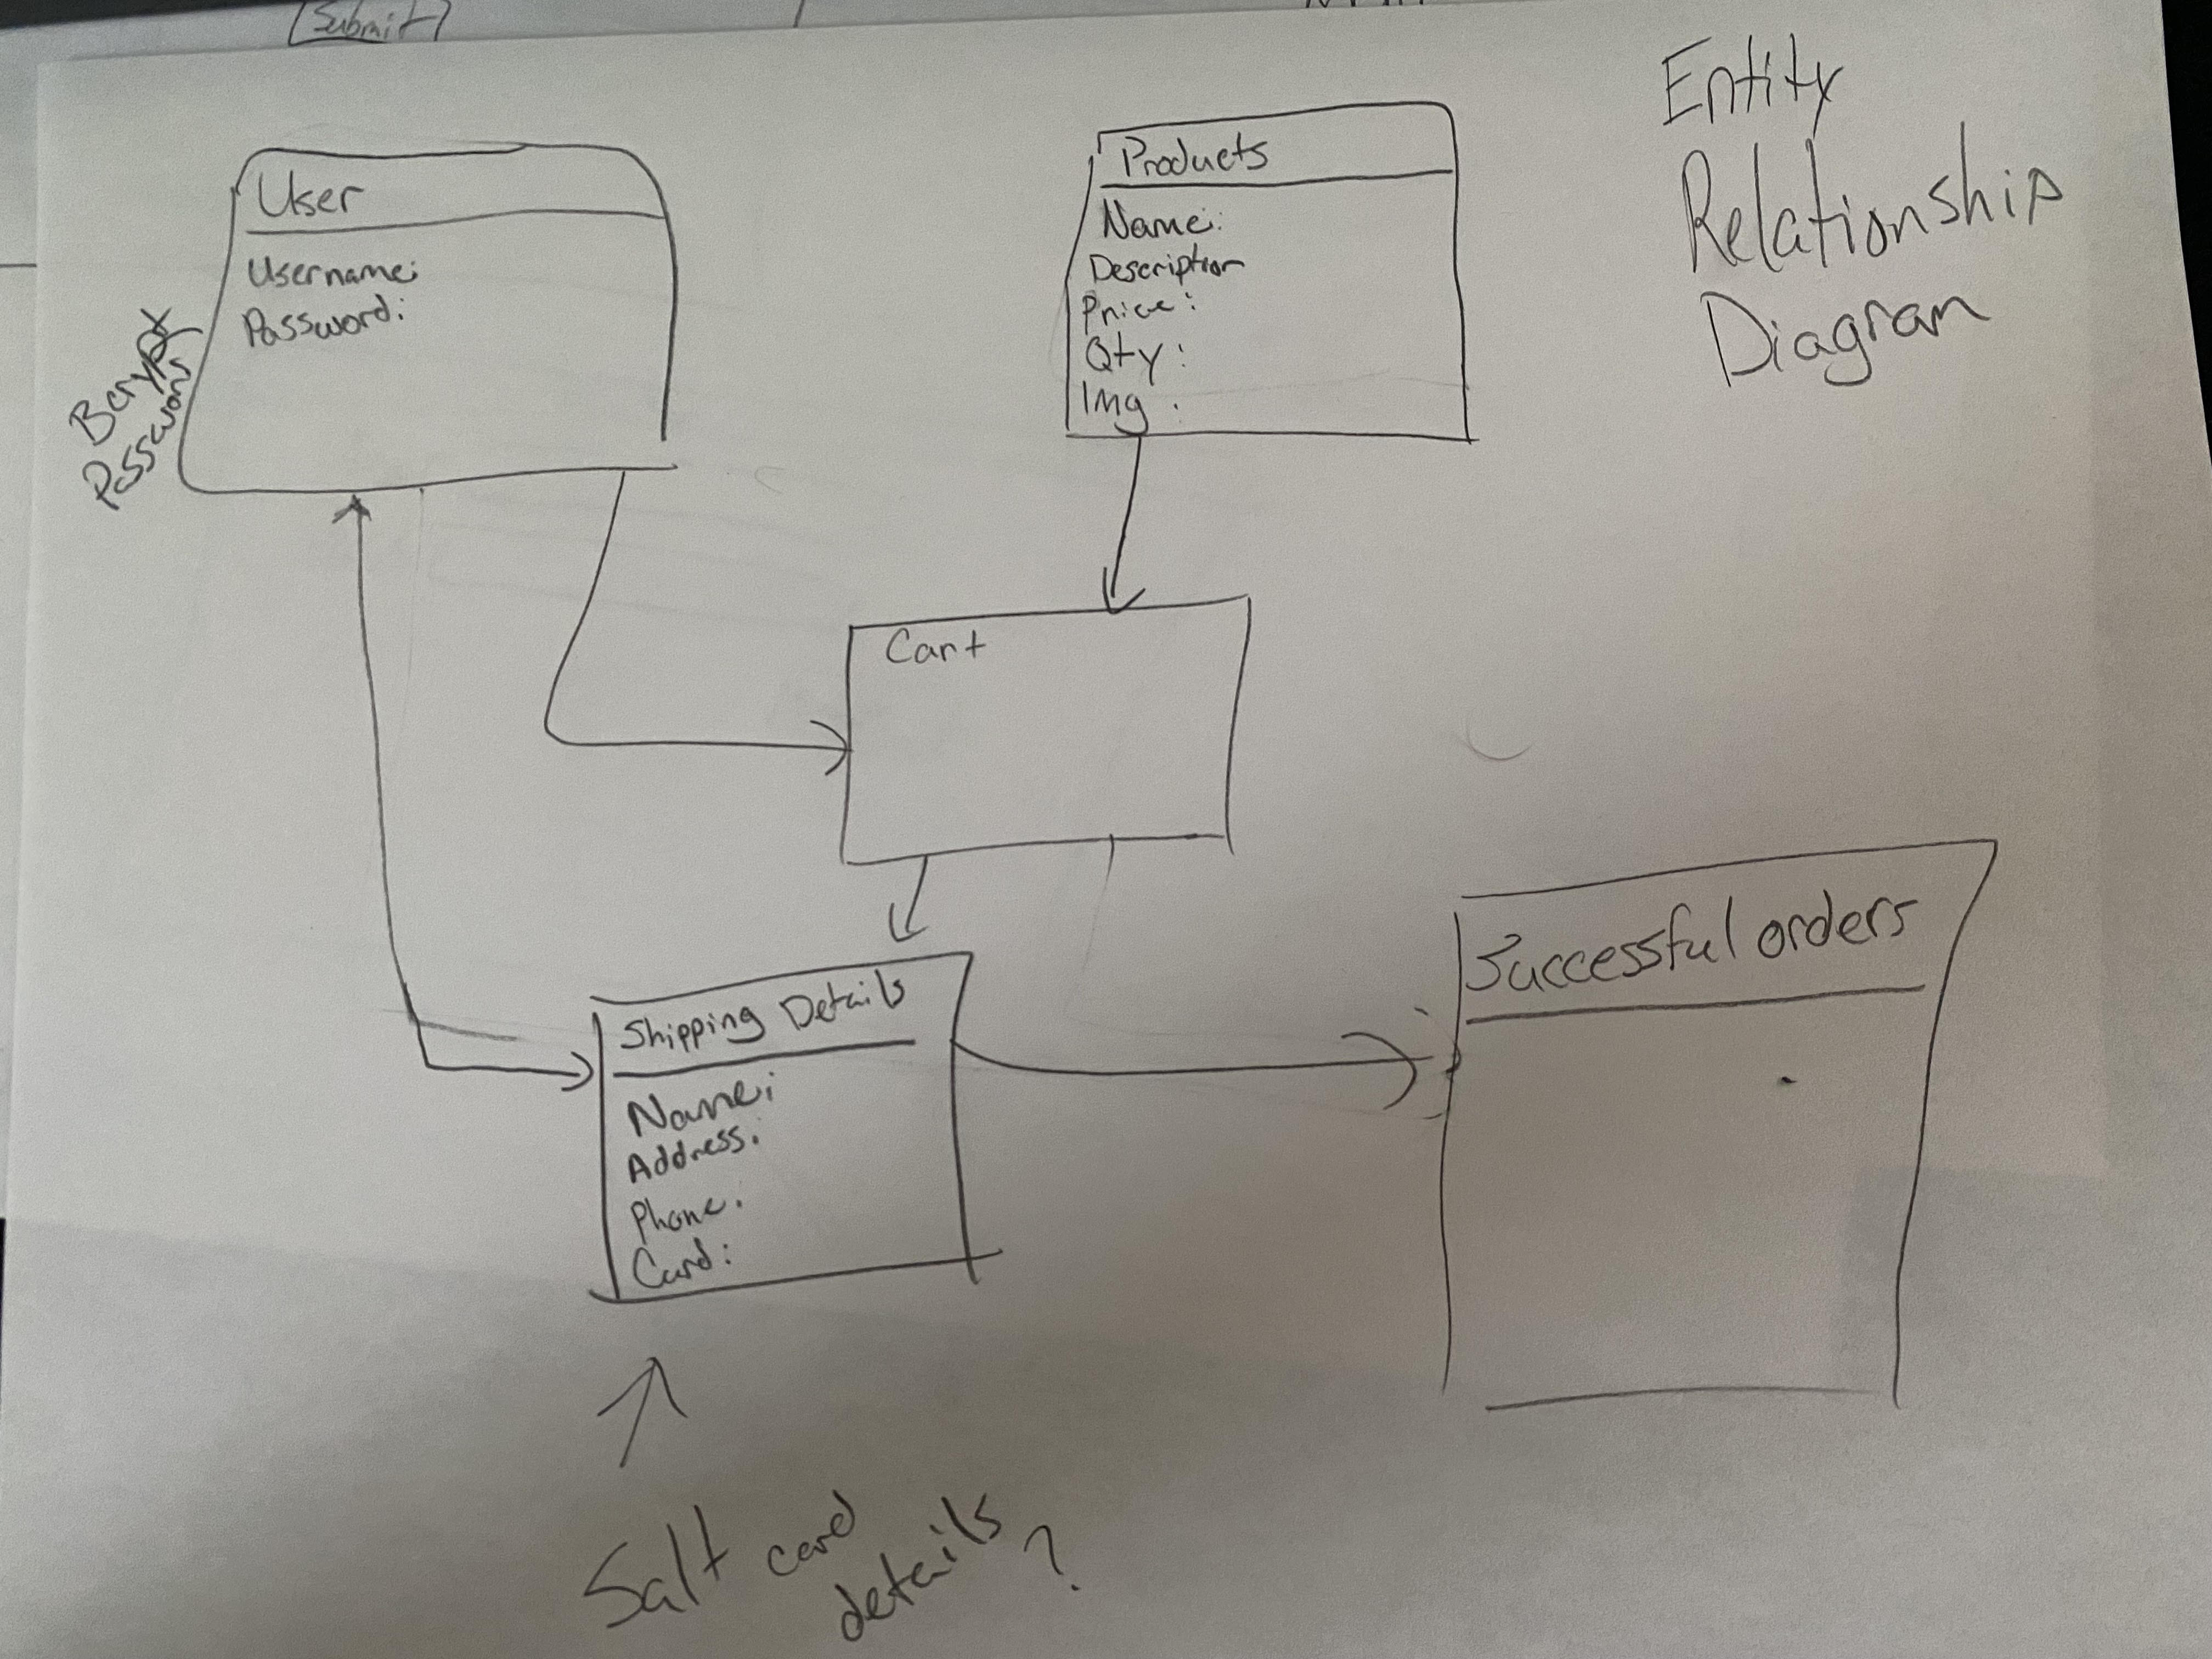 Submit
Entity
Relationship
Diagram
User
Username:
Password:
Bcrypt
Password
Products
Name:
Description
Price:
Qty:
Img.
Cart
Shipping Details
Name:
Address.
Phone.
Card:
Successful orders
Salt card
details?